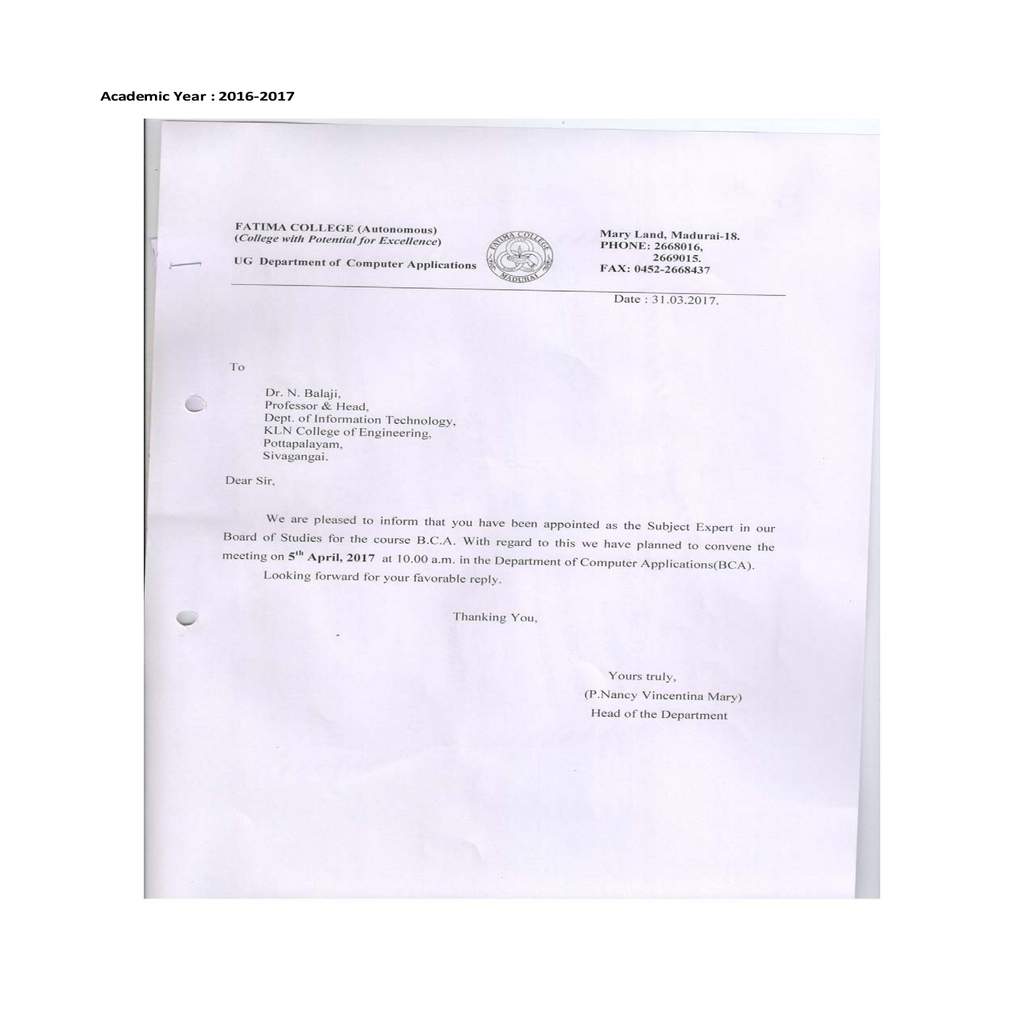 Academic Year : 2016-2017
FATIMA COLLEGE (Autonomous)
(College with Potential for Excellence)
UG Department of Computer Applications
FATIMA COLLEGE
MADURAI
Mary Land, Madurai-18.
PHONE: 2668016,
2669015.
FAX: 0452-2668437
Date : 31.03.2017.
To
Dr. N. Balaji,
Professor & Head,
Dept. of Information Technology,
KLN College of Engineering,
Pottapalayam,
Sivagangai.
Dear Sir,
We are pleased to inform that you have been appointed as the Subject Expert in our
Board of Studies for the course B.C.A. With regard to this we have planned to convene the
meeting on 5th April, 2017 at 10.00 a.m. in the Department of Computer Applications(BCA).
Looking forward for your favorable reply.
Thanking You,
Yours truly,
(P.Nancy Vincentina Mary)
Head of the Department